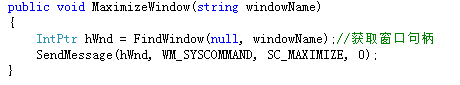 public void MaximizeWindow(string windowName)
{
    IntPtr hWnd = FindWindow(null, windowName);//获取窗口句柄
    SendMessage(hWnd, WM_SYSCOMMAND, SC_MAXIMIZE, 0);
}